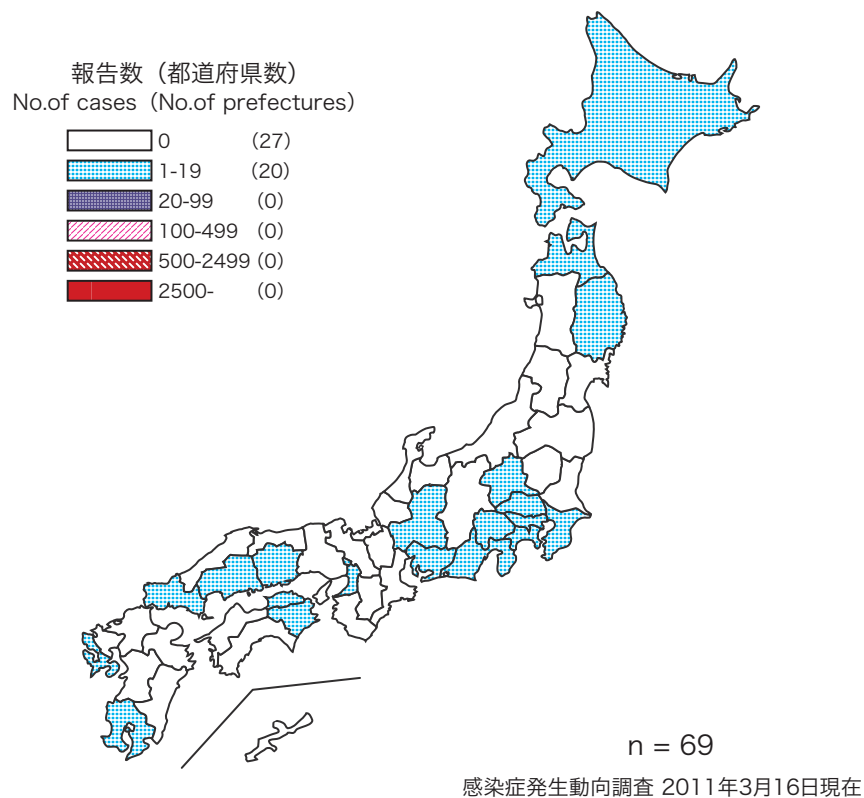 報告数（都道府県数）
No.of cases（No.of prefectures）
0 (27)
1-19 (20)
20-99 (0)
100-499 (0)
500-2499 (0)
2500- (0)
n = 69
感染症発生動向調査 2011年3月16日現在